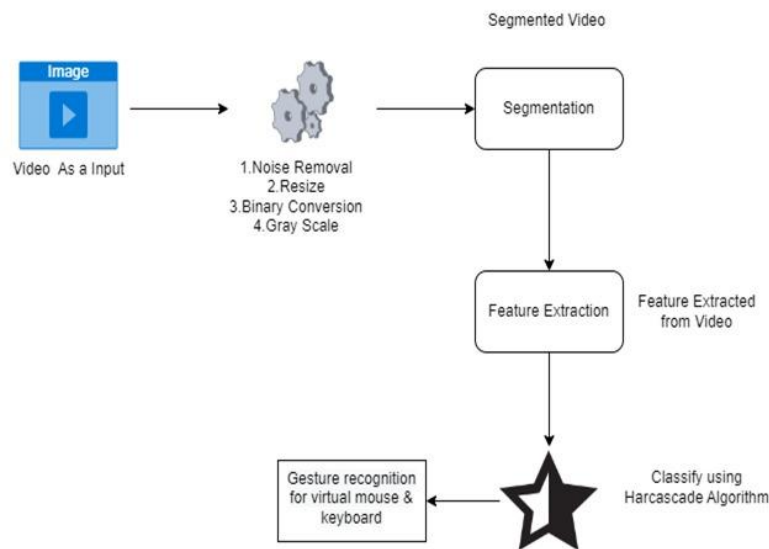 Segmented Video
Image
Video As a Input
1.Noise Removal
2.Resize
3.Binary Conversion
4.Gray Scale
Segmentation
Feature Extraction
Feature Extracted
from Video
Classify using
Harcascade Algorithm
Gesture recognition
for virtual mouse &
keyboard